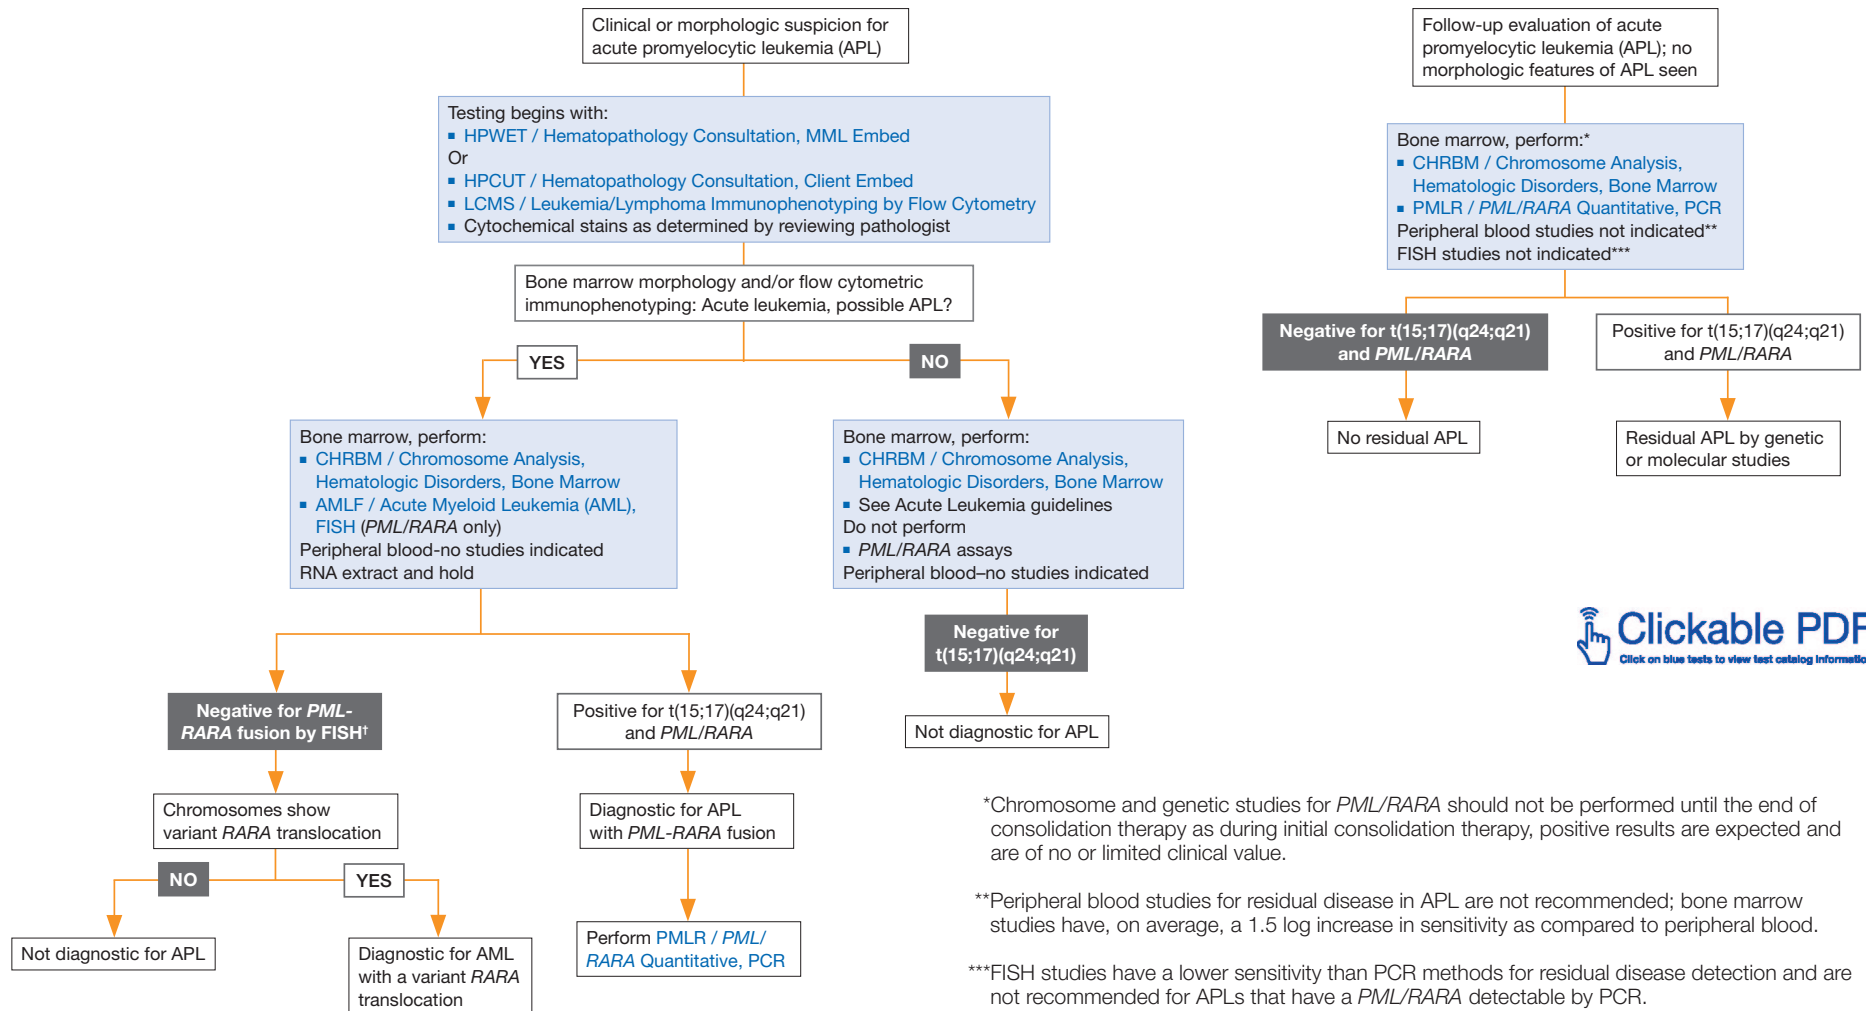 Clinical or morphologic suspicion for
acute promyelocytic leukemia (APL)
Testing begins with:
▪ HPWET / Hematopathology Consultation, MML Embed
Or
▪ HPCUT / Hematopathology Consultation, Client Embed
▪ LCMS / Leukemia/Lymphoma Immunophenotyping by Flow Cytometry
▪ Cytochemical stains as determined by reviewing pathologist
Bone marrow morphology and/or flow cytometric
immunophenotyping: Acute leukemia, possible APL?
YES
NO
Bone marrow, perform:
▪ CHRBM / Chromosome Analysis,
Hematologic Disorders, Bone Marrow
▪ AMLF / Acute Myeloid Leukemia (AML),
FISH (PML/RARA only)
Peripheral blood-no studies indicated
RNA extract and hold
Bone marrow, perform:
▪ CHRBM / Chromosome Analysis,
Hematologic Disorders, Bone Marrow
▪ See Acute Leukemia guidelines
Do not perform
▪ PML/RARA assays
Peripheral blood–no studies indicated
Negative for
t(15;17)(q24;q21)
Not diagnostic for APL
Negative for PML-
RARA fusion by FISH†
Positive for t(15;17)(q24;q21)
and PML/RARA
Chromosomes show
variant RARA translocation
Diagnostic for APL
with PML-RARA fusion
NO
YES
Not diagnostic for APL
Diagnostic for AML
with a variant RARA
translocation
Perform PMLR / PML/
RARA Quantitative, PCR
Follow-up evaluation of acute
promyelocytic leukemia (APL); no
morphologic features of APL seen
Bone marrow, perform:*
▪ CHRBM / Chromosome Analysis,
Hematologic Disorders, Bone Marrow
▪ PMLR / PML/RARA Quantitative, PCR
Peripheral blood studies not indicated**
FISH studies not indicated***
Negative for t(15;17)(q24;q21)
and PML/RARA
Positive for t(15;17)(q24;q21)
and PML/RARA
No residual APL
Residual APL by genetic
or molecular studies
Clickable PDF
Click on blue tests to view test catalog information
*Chromosome and genetic studies for PML/RARA should not be performed until the end of
consolidation therapy as during initial consolidation therapy, positive results are expected and
are of no or limited clinical value.
**Peripheral blood studies for residual disease in APL are not recommended; bone marrow
studies have, on average, a 1.5 log increase in sensitivity as compared to peripheral blood.
***FISH studies have a lower sensitivity than PCR methods for residual disease detection and are
not recommended for APLs that have a PML/RARA detectable by PCR.